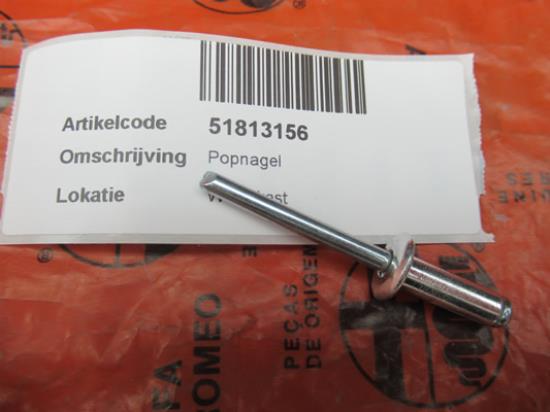 Artikelcode 51813156
Omschrijving Popnagel
Lokatie
PEÇAS
DE ORIGEM
ROMEO